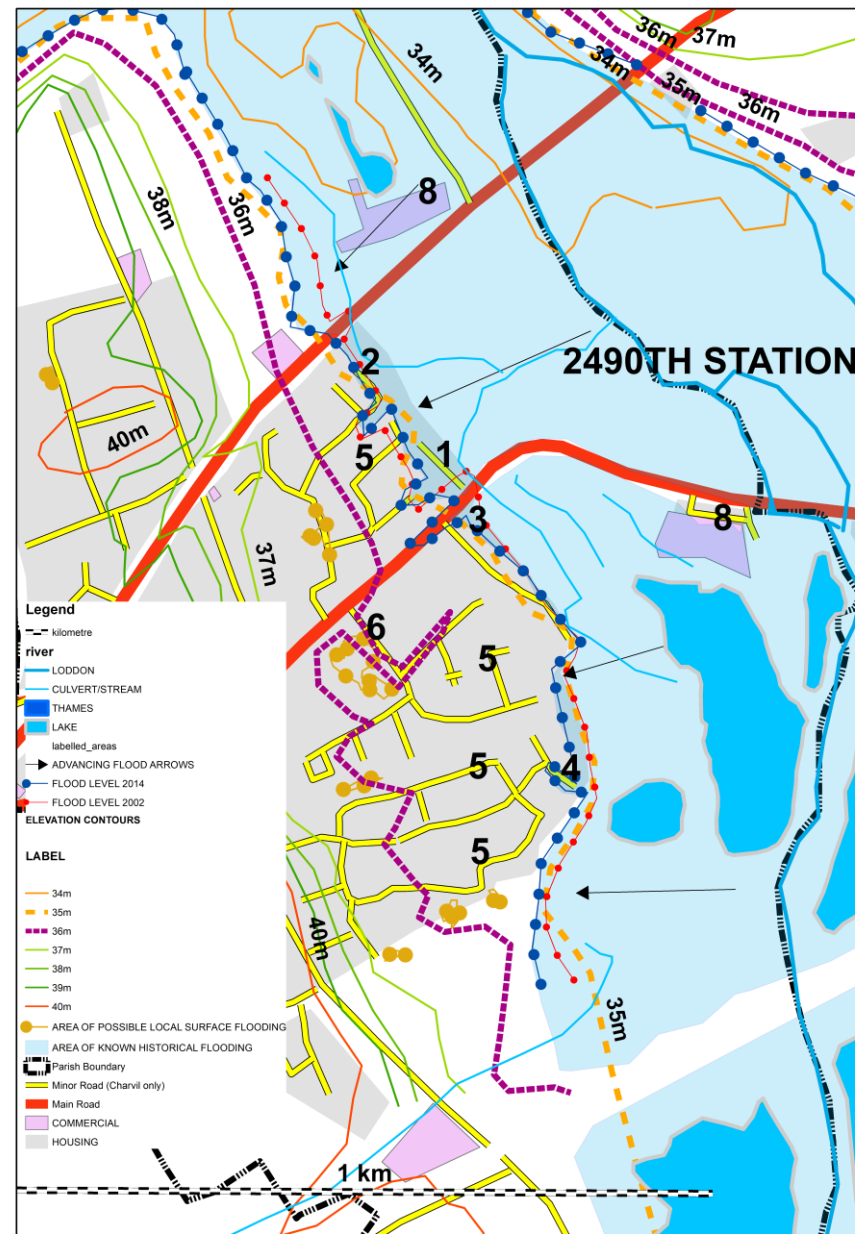 36m
37m
34m
34m
35m
36m
38m
36m
8
2490TH STATION
2
40m
5
1
8
3
37m
Legend
kilometre
river
LODDON
CULVERT/STREAM
THAMES
LAKE
labelled_areas
ADVANCING FLOOD ARROWS
FLOOD LEVEL 2014
FLOOD LEVEL 2002
ELEVATION CONTOURS
LABEL
34m
35m
36m
37m
38m
39m
40m
AREA OF POSSIBLE LOCAL SURFACE FLOODING
AREA OF KNOWN HISTORICAL FLOODING
Parish Boundary
Minor Road (Charvil only)
Main Road
COMMERCIAL
HOUSING
6
5
5
4
5
40m
35m
1 km